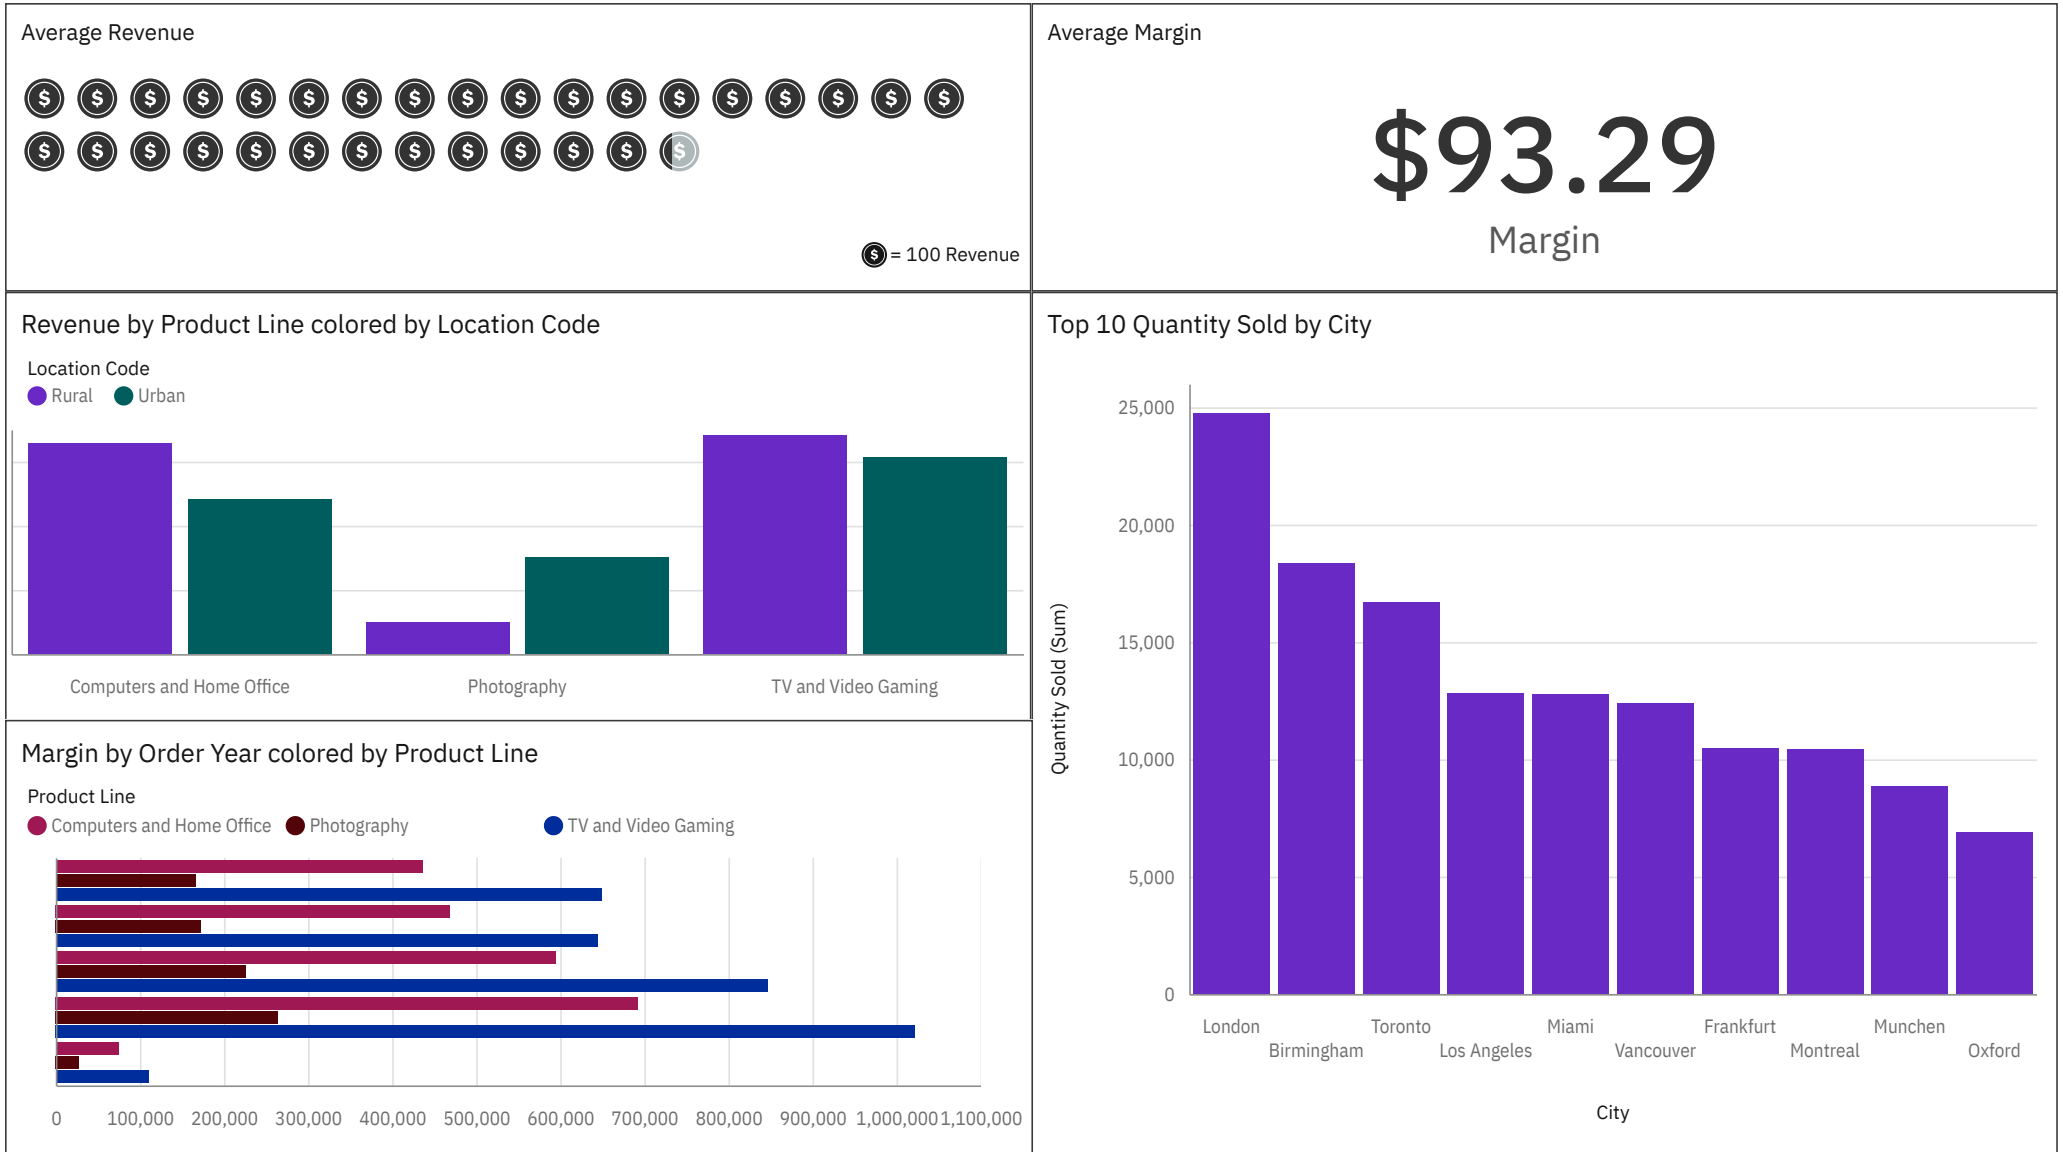 Average Revenue
$ $ $ $ $ $ $ $ $ $ $ $ $ $ $ $ $ $
$ $ $ $ $ $ $ $ $ $ $ $ $
$ = 100 Revenue
Average Margin
$93.29
Margin
Revenue by Product Line colored by Location Code
Location Code
Rural Urban
Computers and Home Office Photography TV and Video Gaming
Margin by Order Year colored by Product Line
Product Line
Computers and Home Office Photography TV and Video Gaming
0 100,000 200,000 300,000 400,000 500,000 600,000 700,000 800,000 900,000 1,000,000 1,100,000
Top 10 Quantity Sold by City
Quantity Sold (Sum)
25,000
20,000
15,000
10,000
5,000
0
London Toronto Miami Frankfurt Munchen
Birmingham Los Angeles Vancouver Montreal Oxford
City